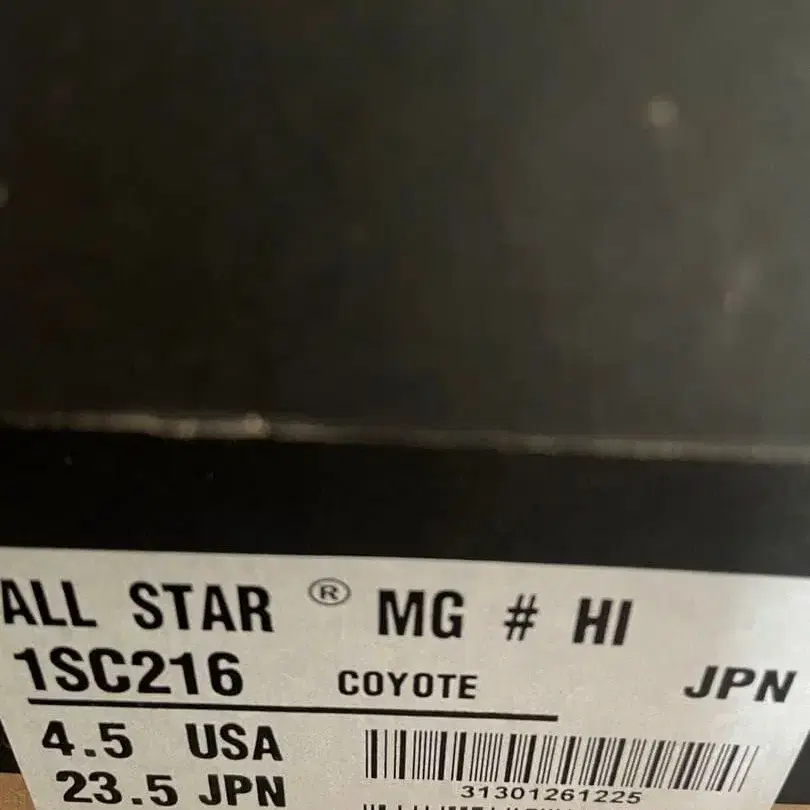 ALL STAR ® MG # HI
1SC216 COYOTE JPN
4.5 USA
23.5 JPN
31301261225